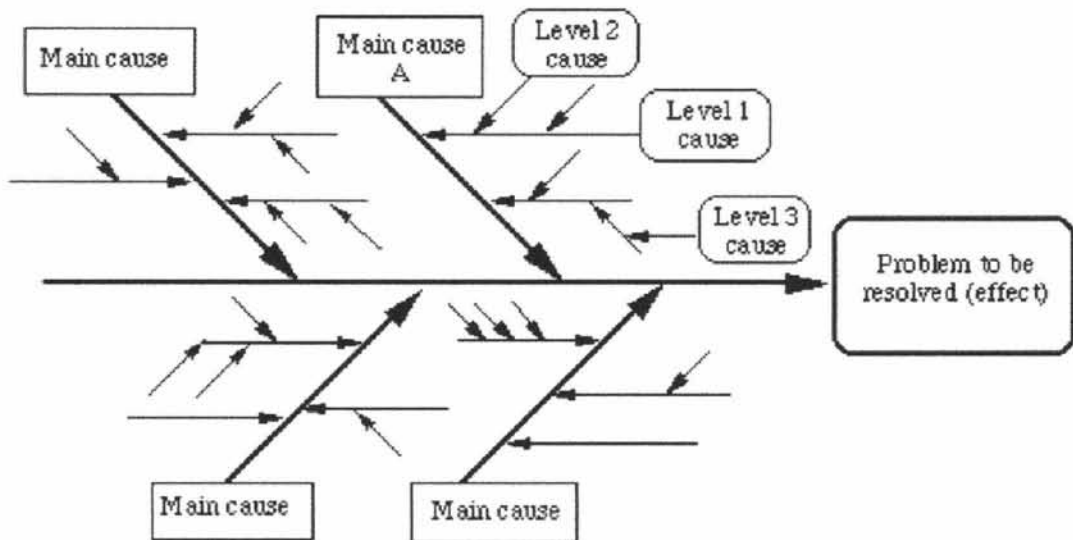 Main cause
Main cause
A
Level 2
cause
Level 1
cause
Level 3
cause
Problem to be
resolved (effect)
Main cause
Main cause